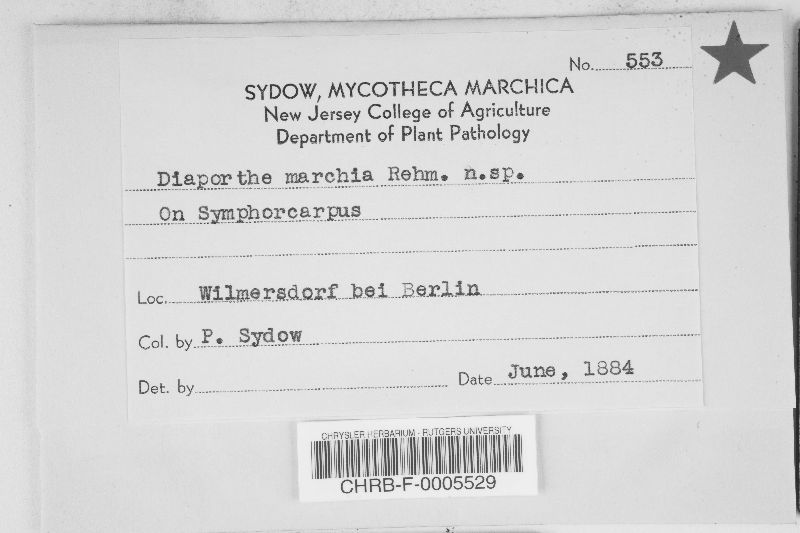 No. 553
SYDOW, MYCOTHECA MARCHICA
New Jersey College of Agriculture
Department of Plant Pathology
Diaporthe marchia Rehm. n.sp.
On Symphorcarpus
Loc. Wilmersdorf bei Berlin
Col. by P. Sydow
Det. by
Date June, 1884
CHRYSLER HERBARIUM - RUTGERS UNIVERSITY
CHRB-F-0005529